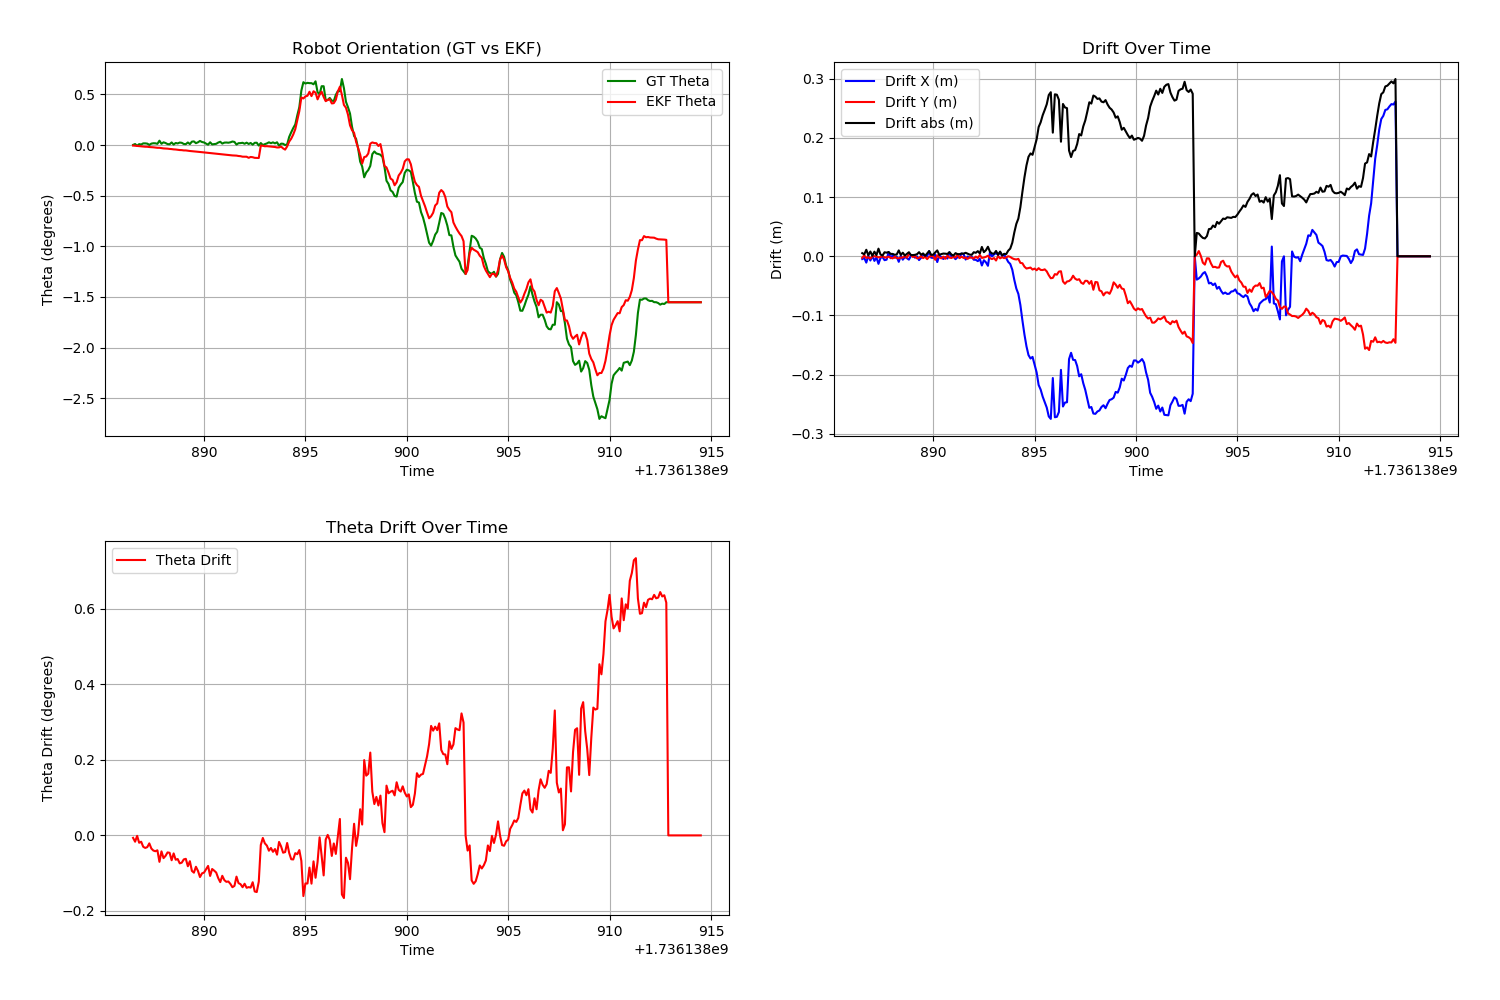 Robot Orientation (GT vs EKF)
GT Theta
EKF Theta
Theta (degrees)
0.5
0.0
−0.5
−1.0
−1.5
−2.0
−2.5
890
895
900
905
910
915
Time
+1.736138e9
Drift Over Time
Drift X (m)
Drift Y (m)
Drift abs (m)
Drift (m)
0.3
0.2
0.1
0.0
−0.1
−0.2
−0.3
890
895
900
905
910
915
Time
+1.736138e9
Theta Drift Over Time
Theta Drift
Theta Drift (degrees)
0.6
0.4
0.2
0.0
−0.2
890
895
900
905
910
915
Time
+1.736138e9